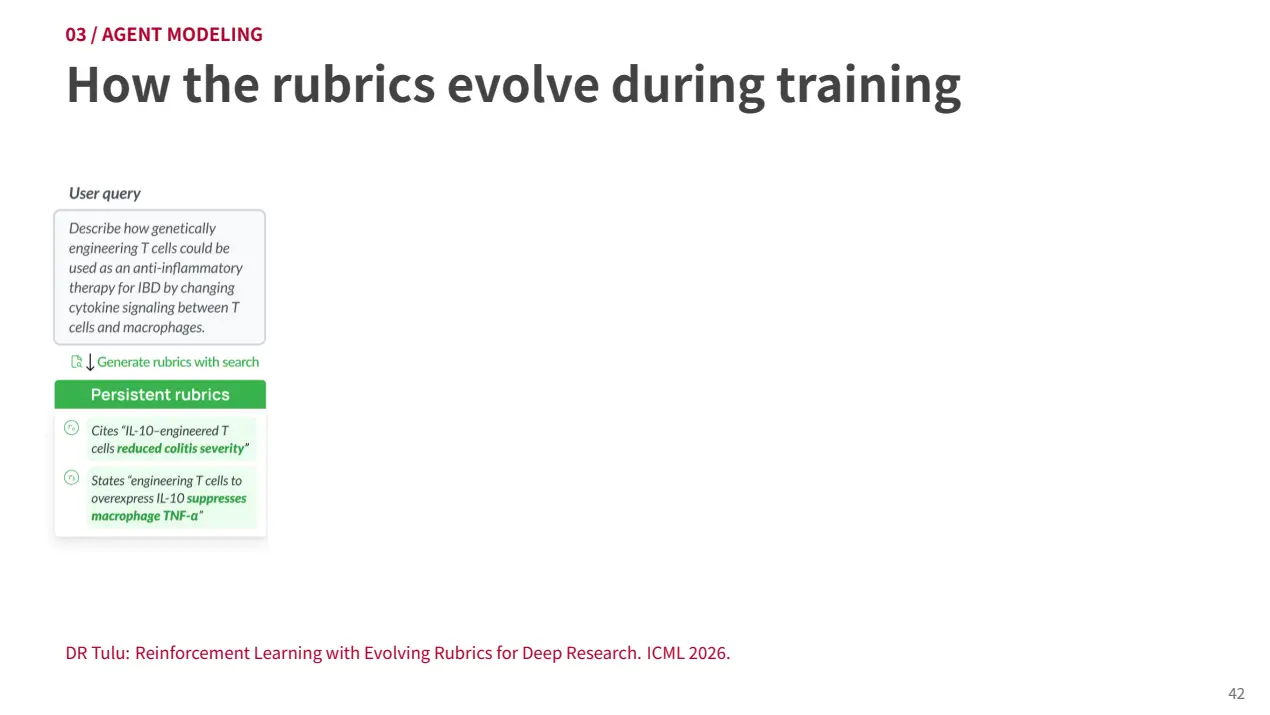 03 / AGENT MODELING
How the rubrics evolve during training
User query
Describe how genetically
engineering T cells could be
used as an anti-inflammatory
therapy for IBD by changing
cytokine signaling between T
cells and macrophages.
Generate rubrics with search
Persistent rubrics
Cites “IL-10–engineered T
cells reduced colitis severity”
States “engineering T cells to
overexpress IL-10 suppresses
macrophage TNF-α”
DR Tulu: Reinforcement Learning with Evolving Rubrics for Deep Research. ICML 2026.
42